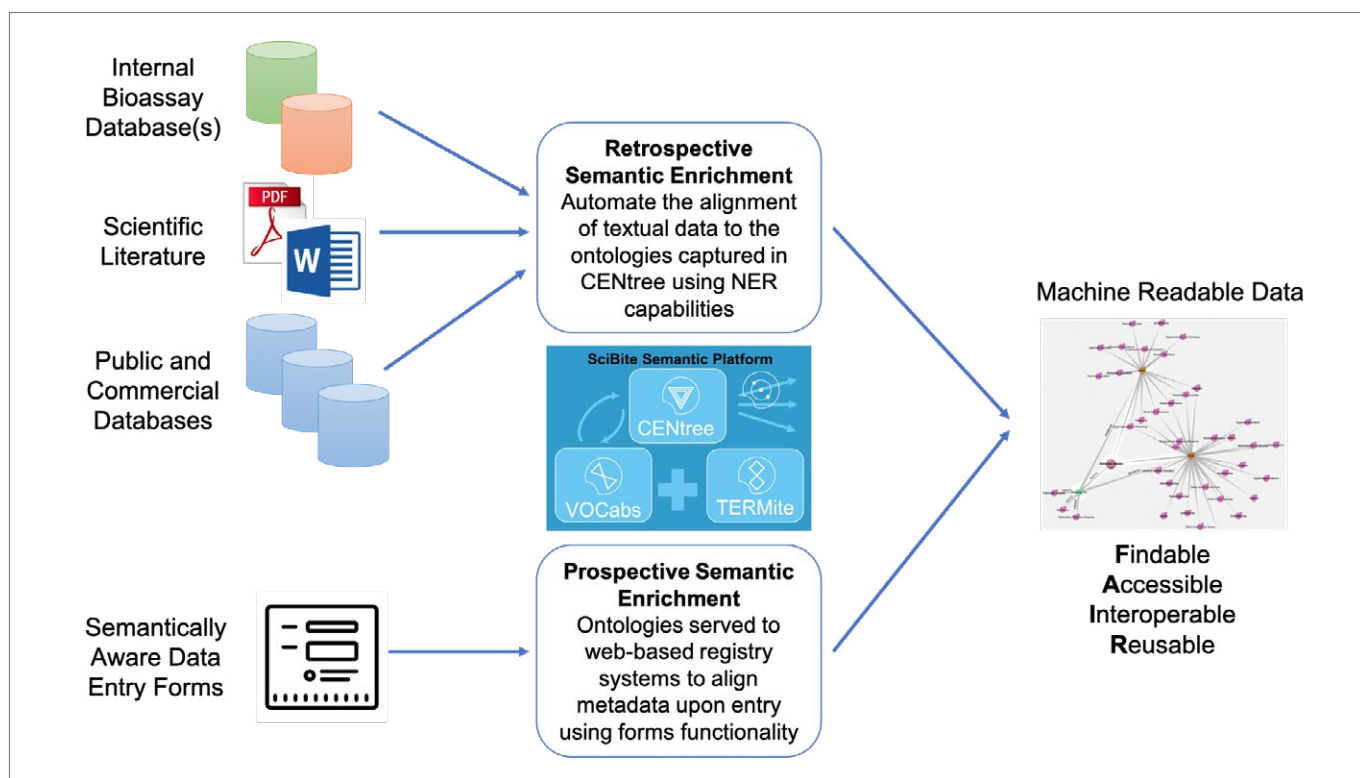 Internal
Bioassay
Database(s)
PDF
W
Scientific
Literature
Public and
Commercial
Databases
Semantically
Aware Data
Entry Forms
Retrospective
Semantic Enrichment
Automate the alignment
of textual data to the
ontologies captured in
CENtree using NER
capabilities
SciBite Semantic Platform
CENtree
VOCabs
TERMite
Prospective Semantic
Enrichment
Ontologies served to
web-based registry
systems to align
metadata upon entry
using forms functionality
Machine Readable Data
Findable
Accessible
Interoperable
Reusable